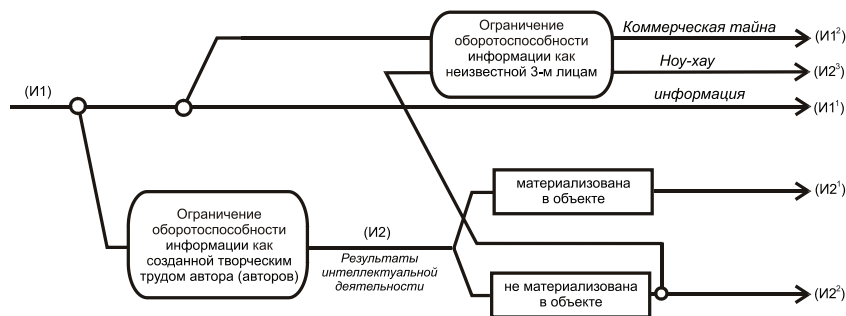 Ограничение
оборотоспособности
информации как
неизвестной 3-м лицам
Коммерческая тайна
(И1²)
Ноу-хау
(И2³)
(И1)
информация
(И1¹)
Ограничение
оборотоспособности
информации как
созданной творческим
трудом автора (авторов)
(И2)
Результаты
интеллектуальной
деятельности
материализована
в объекте
(И2¹)
не материализована
в объекте
(И2²)